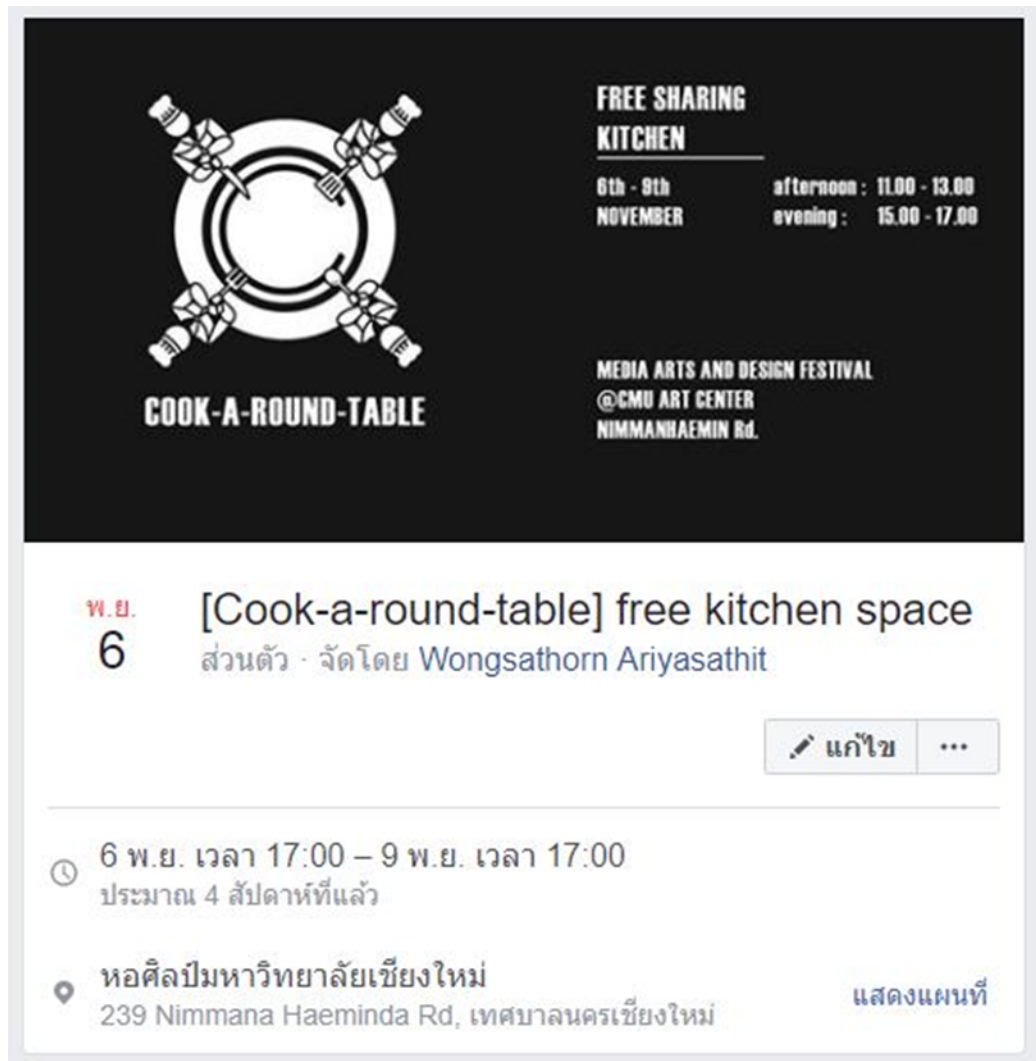 FREE SHARING
KITCHEN
6th - 9th
NOVEMBER
afternoon : 11.00 - 13.00
evening : 15.00 - 17.00
COOK-A-ROUND-TABLE
MEDIA ARTS AND DESIGN FESTIVAL
@CMU ART CENTER
NIMMANHAEMIN Rd.
พ.ย.
6
[Cook-a-round-table] free kitchen space
ส่วนตัว · จัดโดย Wongsathorn Ariyasathit
แก้ไข ...
6 พ.ย. เวลา 17:00 – 9 พ.ย. เวลา 17:00
ประมาณ 4 สัปดาห์ที่แล้ว
หอศิลป์มหาวิทยาลัยเชียงใหม่
239 Nimmana Haeminda Rd, เทศบาลนครเชียงใหม่
แสดงแผนที่